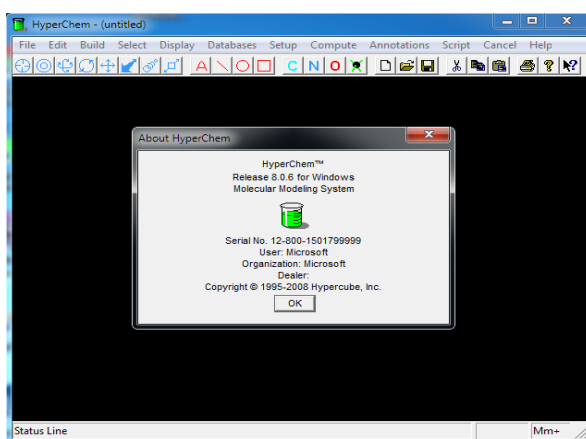 HyperChem - (untitled)
File Edit Build Select Display Databases Setup Compute Annotations Script Cancel Help
A C N O
About HyperChem
HyperChem™
Release 8.0.6 for Windows
Molecular Modeling System
Serial No. 12-800-1501799999
User: Microsoft
Organization: Microsoft
Dealer:
Copyright © 1995-2008 Hypercube, Inc.
OK
Status Line Mm+